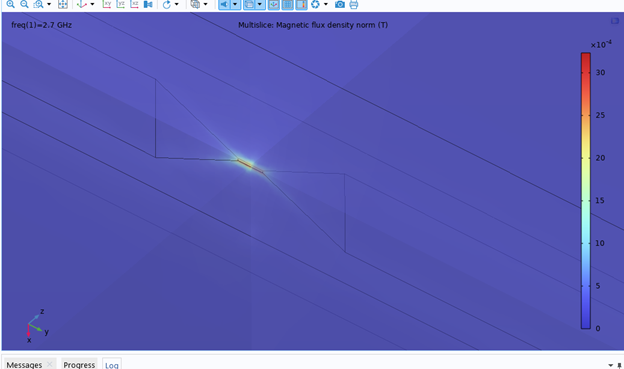 freq(1)=2.7 GHz
Multislice: Magnetic flux density norm (T)
×10⁻⁴
30
25
20
15
10
5
0
z
y
x
Messages
Progress
Log